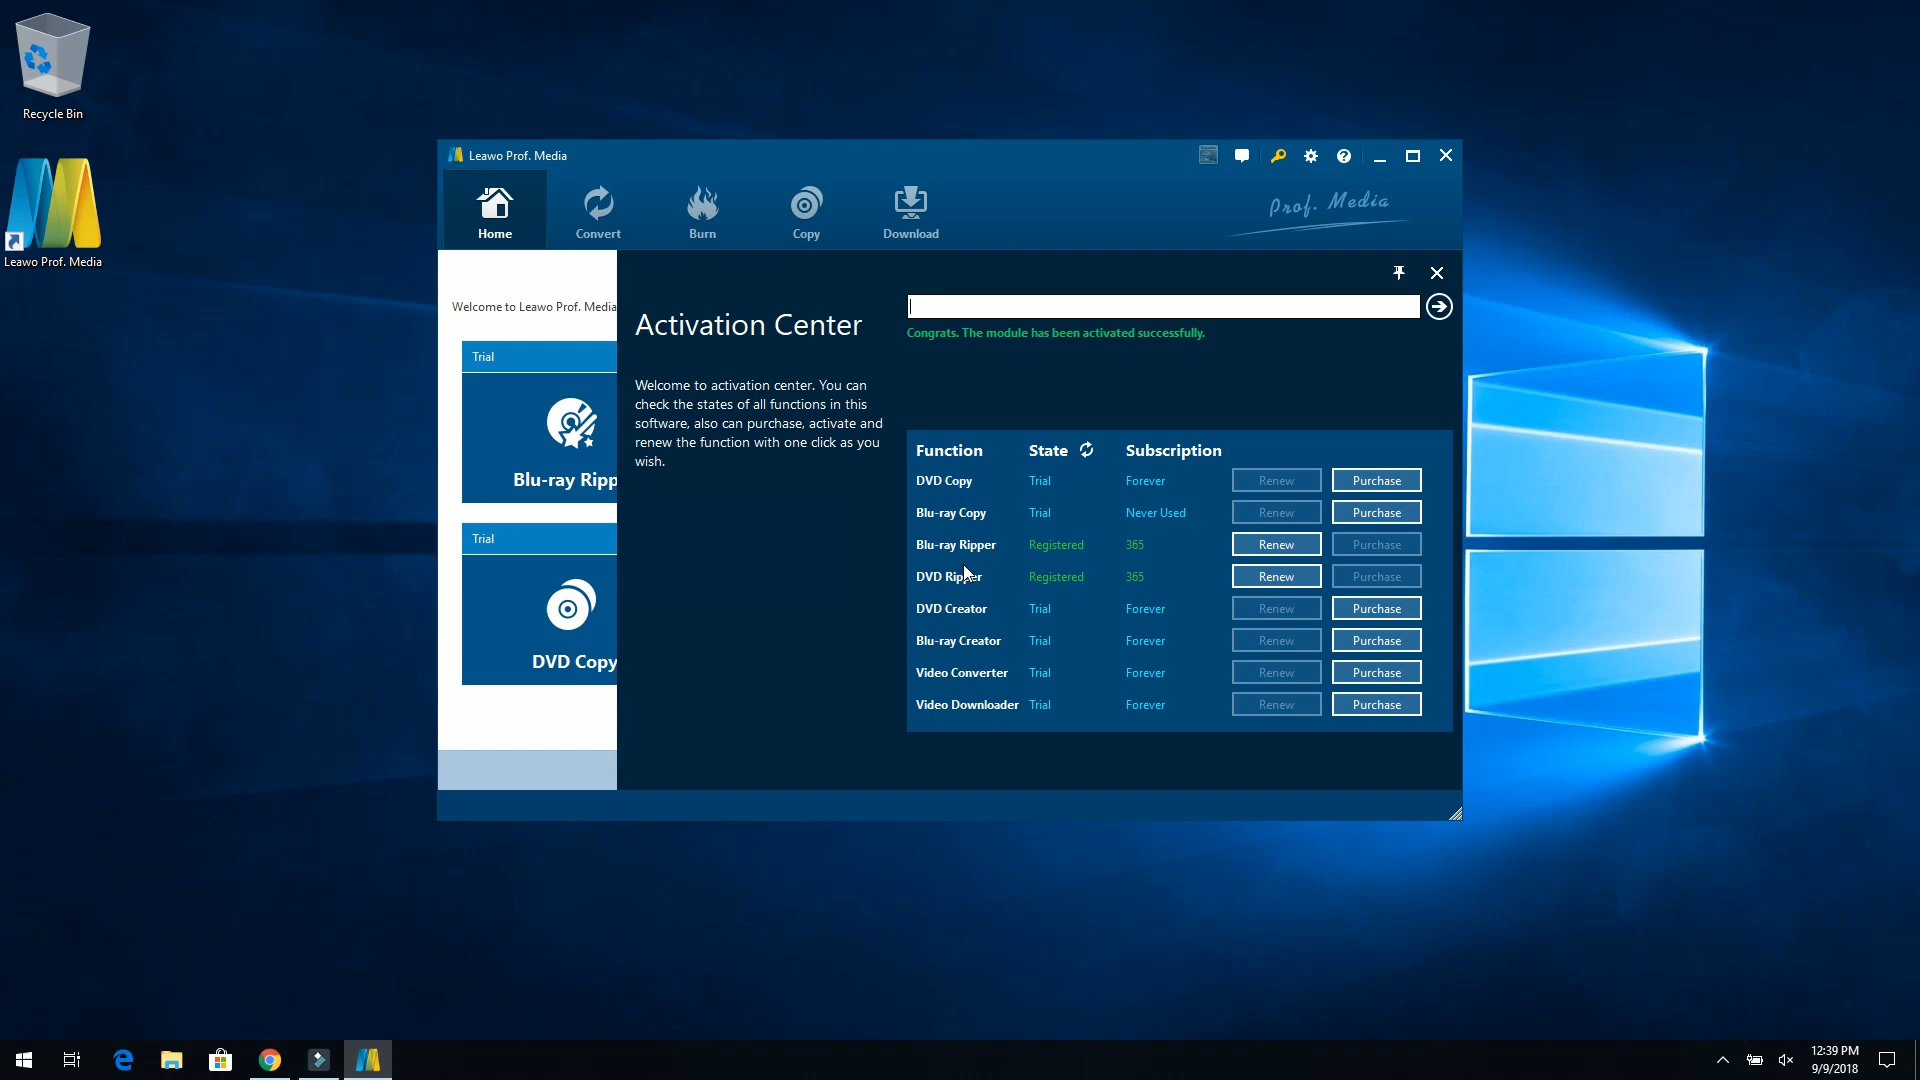 Recycle Bin
Leawo Prof. Media
Leawo Prof. Media
Home
Convert
Burn
Copy
Download
Prof. Media
Welcome to Leawo Prof. Media
Trial
Blu-ray Ripp
Trial
DVD Copy
Activation Center
Welcome to activation center. You can
check the states of all functions in this
software, also can purchase, activate and
renew the function with one click as you
wish.
Congrats. The module has been activated successfully.
Function State Subscription
DVD Copy Trial Forever Renew Purchase
Blu-ray Copy Trial Never Used Renew Purchase
Blu-ray Ripper Registered 365 Renew Purchase
DVD Ripper Registered 365 Renew Purchase
DVD Creator Trial Forever Renew Purchase
Blu-ray Creator Trial Forever Renew Purchase
Video Converter Trial Forever Renew Purchase
Video Downloader Trial Forever Renew Purchase
12:39 PM
9/9/2018